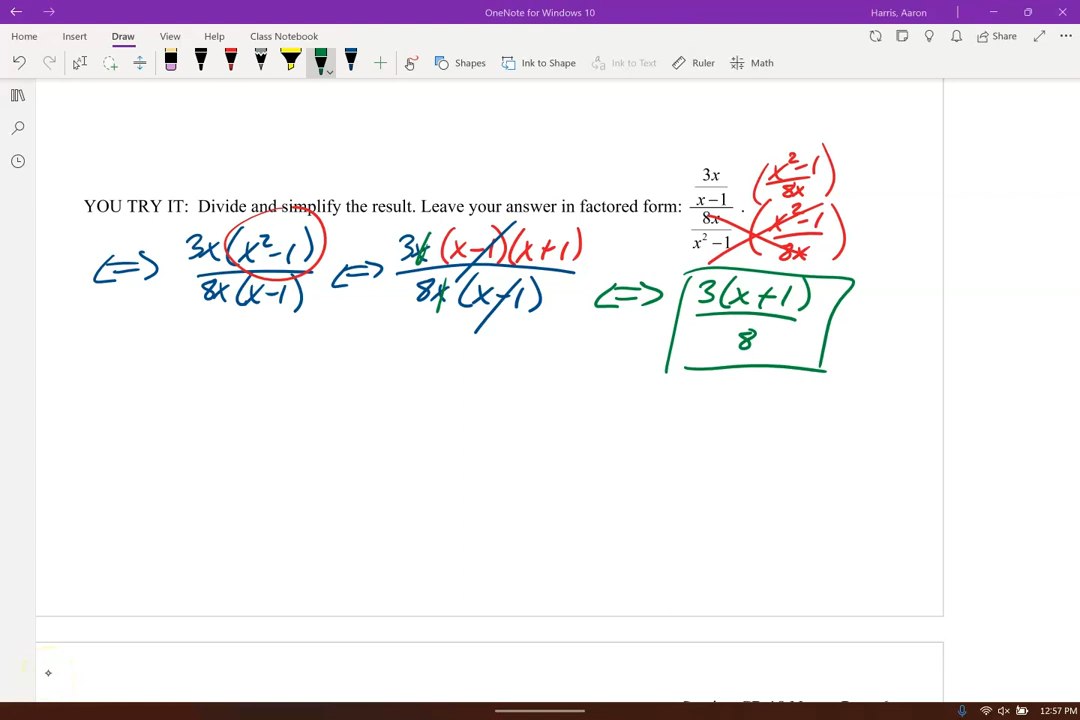 OneNote for Windows 10
Harris, Aaron
Home Insert Draw View Help Class Notebook
Share
Shapes Ink to Shape Ink to Text Ruler Math
YOU TRY IT: Divide and simplify the result. Leave your answer in factored form:
3x
x−1
8x
x² −1
.
(x²−1
8x)
(x²−1
8x)
<=> 3x(x²−1)
8x(x−1)
<=> 3x(x−1)(x+1)
8x(x−1)
<=> 3(x+1)
8
12:57 PM